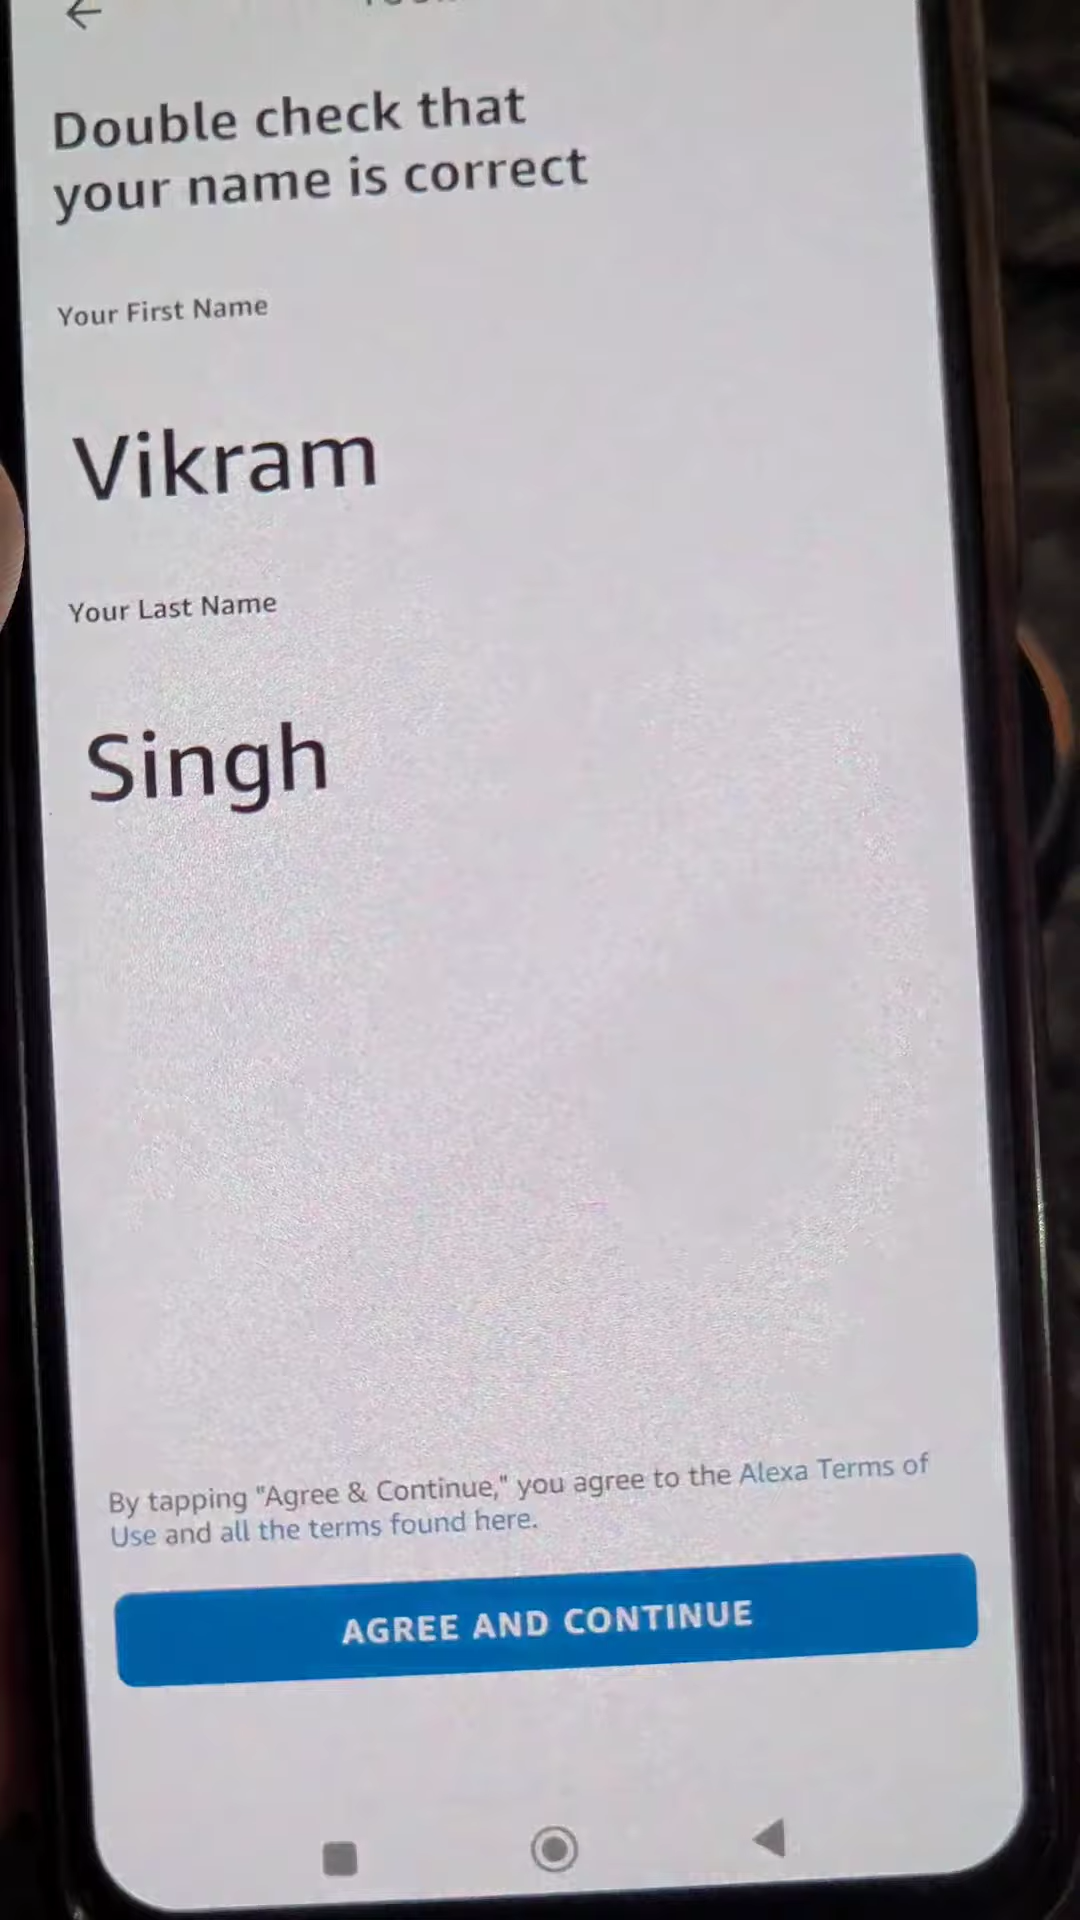 Double check that
your name is correct
Your First Name
Vikram
Your Last Name
Singh
By tapping "Agree & Continue," you agree to the Alexa Terms of
Use and all the terms found here.
AGREE AND CONTINUE